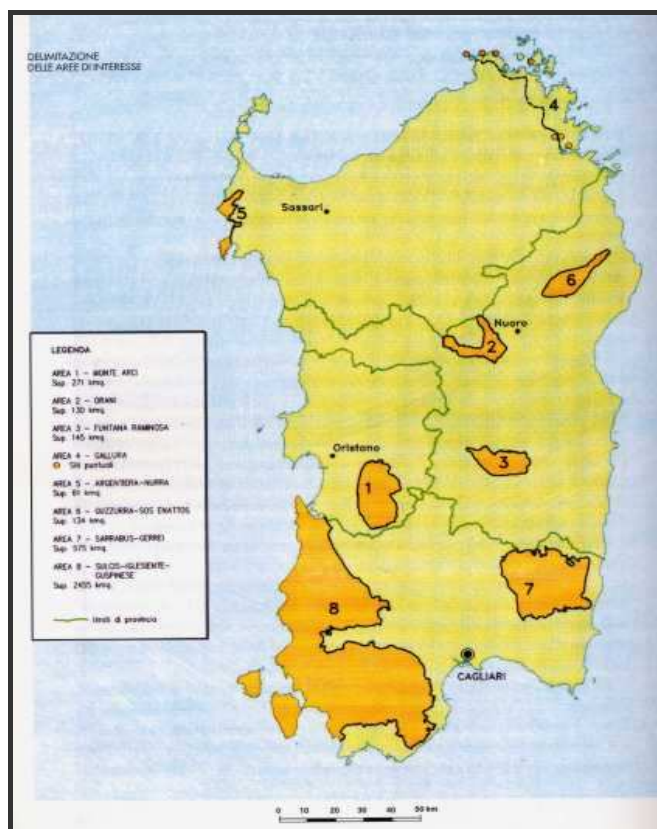 DELIMITAZIONE
DELLE AREE DI INTERESSE
4
5
Sassari
6
Nuoro
2
LEGENDA
AREA 1 - MONTE ARCI
Sup. 271 kmq.
AREA 2 - ORANI
Sup. 130 kmq.
AREA 3 - FUNTANA RAMINOSA
Sup. 145 kmq.
AREA 4 - GALLURA
Siti puntuali
AREA 5 - ARGENTIERA-NURRA
Sup. 61 kmq.
AREA 6 - GUZZURRA-SOS ENATTOS
Sup. 134 kmq.
AREA 7 - SARRABUS-GERREI
Sup. 575 kmq.
AREA 8 - SULCIS-IGLESIENTE-
GUSPINESE
Sup. 2455 kmq.
limiti di provincia
Oristano
3
1
7
8
CAGLIARI
0 10 20 30 40 50 km